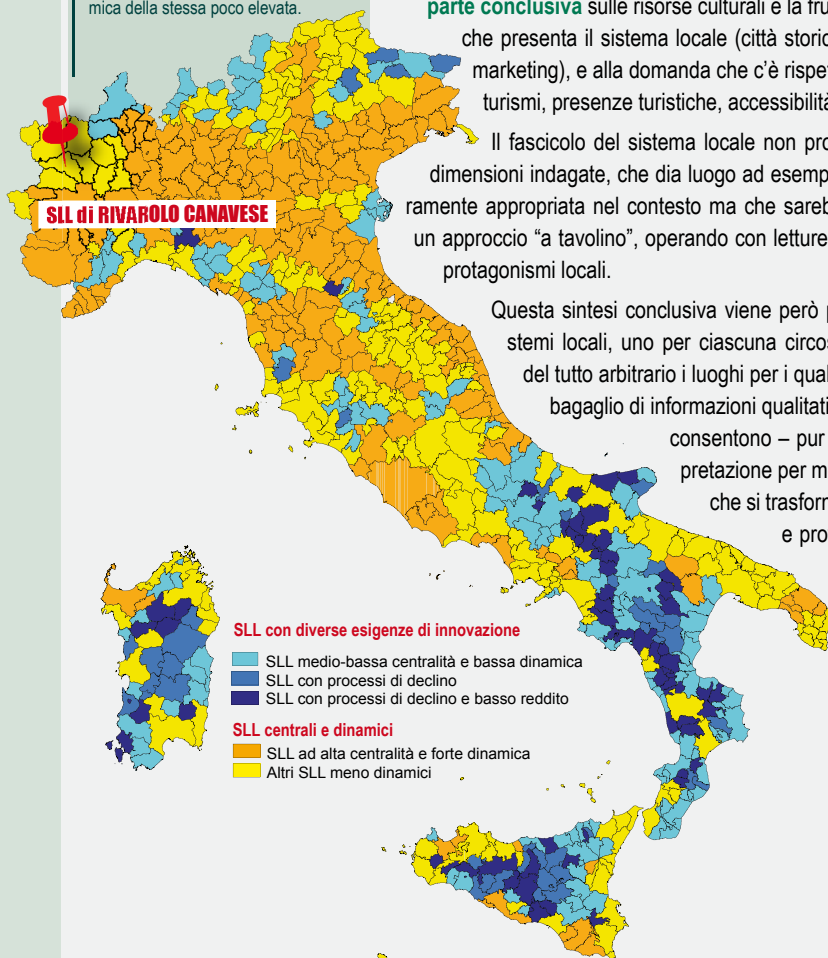 mica della stessa poco elevata.
parte conclusiva sulle risorse culturali e la fru
che presenta il sistema locale (città storic
marketing), e alla domanda che c'è rispe
turismi, presenze turistiche, accessibilità
Il fascicolo del sistema locale non pro
dimensioni indagate, che dia luogo ad esemp
ramente appropriata nel contesto ma che sareb
un approccio "a tavolino", operando con letture
protagonismi locali.
Questa sintesi conclusiva viene però p
stemi locali, uno per ciascuna circos
del tutto arbitrario i luoghi per i qual
bagaglio di informazioni qualitati
consentono – pur
pretazione per m
che si trasforn
e pro
SLL di RIVAROLO CANAVESE
SLL con diverse esigenze di innovazione
SLL medio-bassa centralità e bassa dinamica
SLL con processi di declino
SLL con processi di declino e basso reddito
SLL centrali e dinamici
SLL ad alta centralità e forte dinamica
Altri SLL meno dinamici